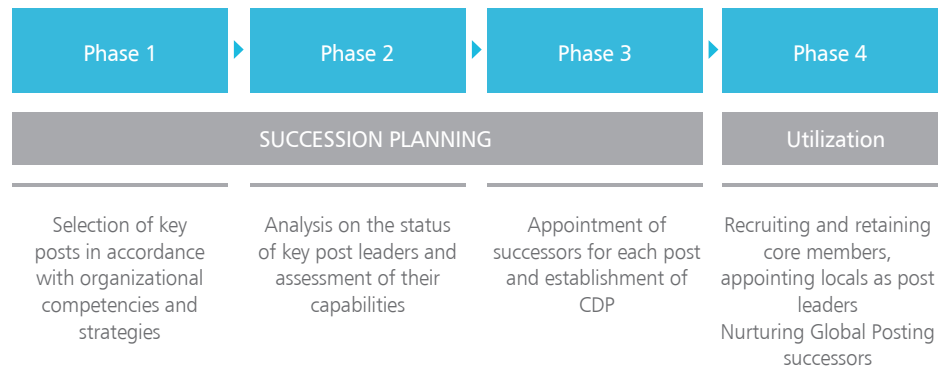 Phase 1
Phase 2
Phase 3
Phase 4
SUCCESSION PLANNING
Utilization
Selection of key
posts in accordance
with organizational
competencies and
strategies
Analysis on the status
of key post leaders and
assessment of their
capabilities
Appointment of
successors for each post
and establishment of
CDP
Recruiting and retaining
core members,
appointing locals as post
leaders
Nurturing Global Posting
successors